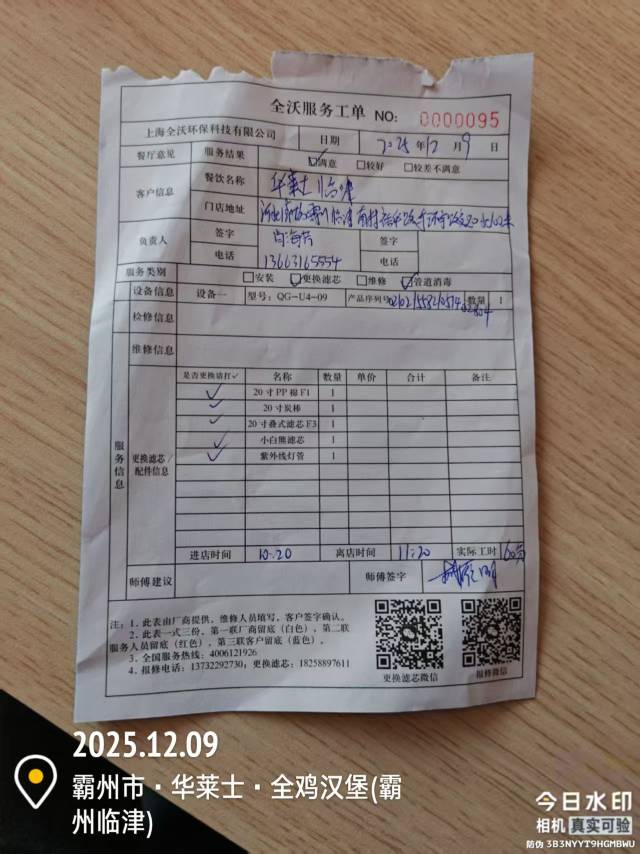 全沃服务工单 NO: 0000095
上海全沃环保科技有限公司 日期 2025年12月9日
餐厅意见 服务结果 ☑满意 □较好 □较差不满意
客户信息 餐饮名称 华莱士 临津
门店地址
负责人 签字 签字
电话 13663165554 电话
服务类别 □安装 ☑更换滤芯 □维修 ☑管道消毒
设备信息 设备一 型号: QG-U4-09 产品序列号 数量 1
检修信息
维修信息
服务信息 更换滤芯/配件信息
是否更换请打✓ 名称 数量 单价 合计 备注
✓ 20寸PP棉F1 1
✓ 20寸炭棒 1
✓ 20寸叠式滤芯F3 1
✓ 小白熊滤芯 1
✓ 紫外线灯管 1
进店时间 10:20 离店时间 11:20 实际工时
师傅建议 师傅签字
注: 1. 此表由厂商提供, 维修人员填写, 客户签字确认。
2. 此表一式三份, 第一联厂商留底(白色), 第二联
服务人员留底(红色), 第三联客户留底(蓝色)。
3. 全国服务热线: 4006121926
4. 报修电话: 13732292730, 更换滤芯: 18258897611
更换滤芯微信 报修微信
2025.12.09
霸州市·华莱士·全鸡汉堡(霸
州临津)
今日水印
相机 真实可验
防伪 3B3NYYT9HGMBWU